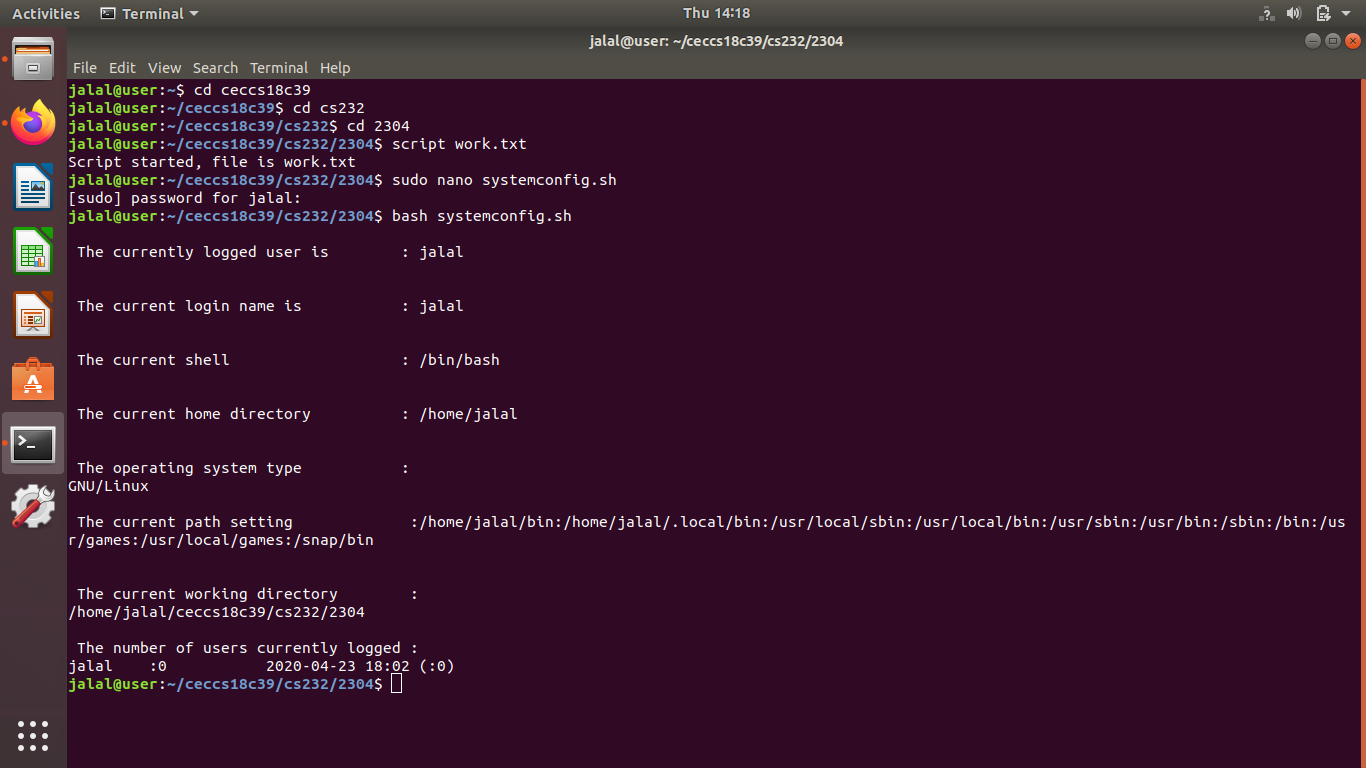 Activities Terminal Thu 14:18
jalal@user: ~/ceccs18c39/cs232/2304
File Edit View Search Terminal Help
jalal@user:~$ cd ceccs18c39
jalal@user:~/ceccs18c39$ cd cs232
jalal@user:~/ceccs18c39/cs232$ cd 2304
jalal@user:~/ceccs18c39/cs232/2304$ script work.txt
Script started, file is work.txt
jalal@user:~/ceccs18c39/cs232/2304$ sudo nano systemconfig.sh
[sudo] password for jalal:
jalal@user:~/ceccs18c39/cs232/2304$ bash systemconfig.sh
The currently logged user is : jalal
The current login name is : jalal
The current shell : /bin/bash
The current home directory : /home/jalal
The operating system type :
GNU/Linux
The current path setting :/home/jalal/bin:/home/jalal/.local/bin:/usr/local/sbin:/usr/local/bin:/usr/sbin:/usr/bin:/sbin:/bin:/us
r/games:/usr/local/games:/snap/bin
The current working directory :
/home/jalal/ceccs18c39/cs232/2304
The number of users currently logged :
jalal :0 2020-04-23 18:02 (:0)
jalal@user:~/ceccs18c39/cs232/2304$